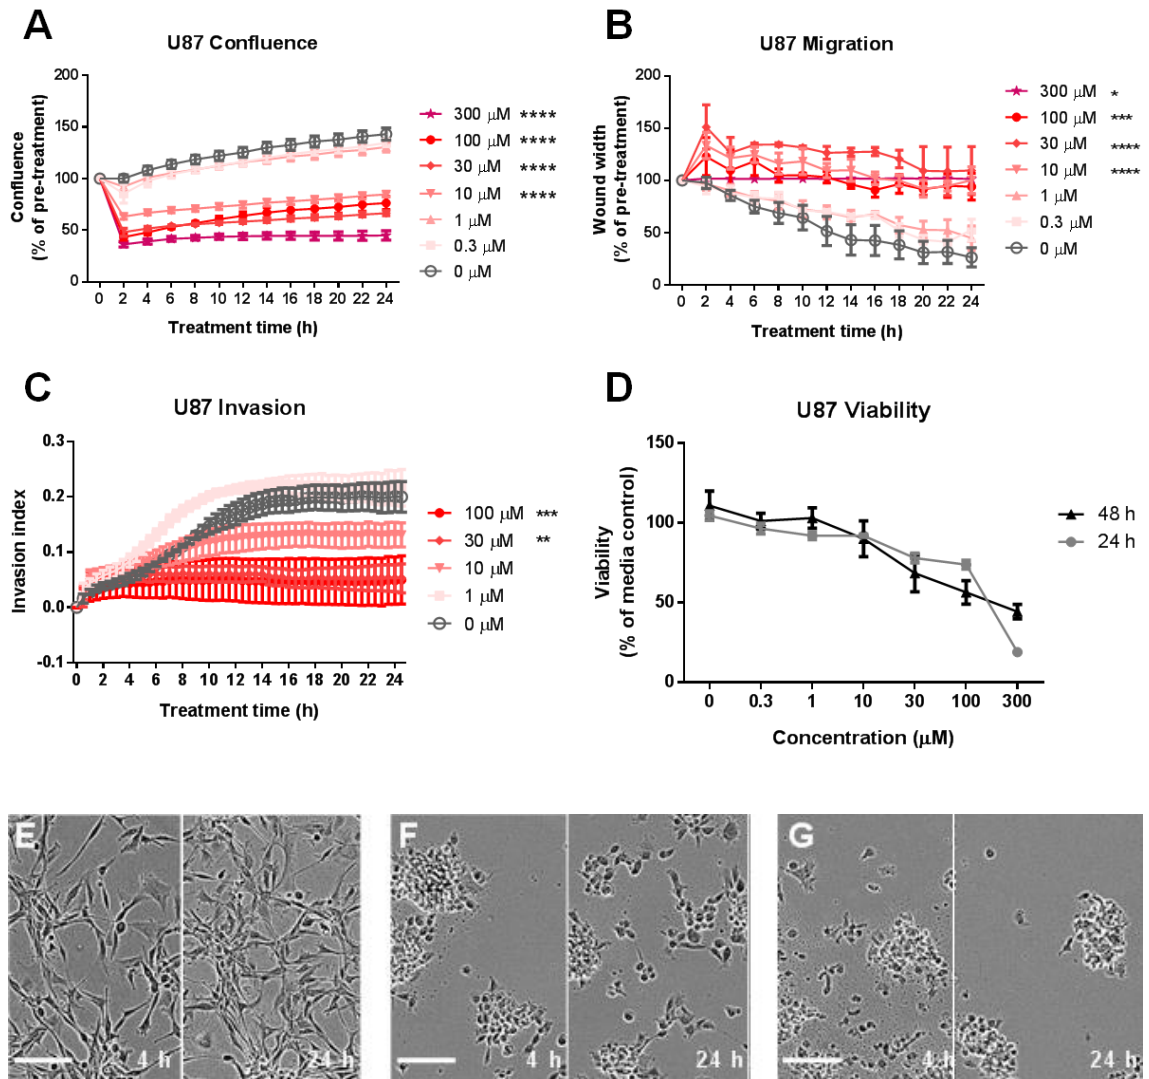 A
U87 Confluence
Confluence
(% of pre-treatment)
200
150
100
50
0
0 2 4 6 8 10 12 14 16 18 20 22 24
Treatment time (h)
300 µM ****
100 µM ****
30 µM ****
10 µM ****
1 µM
0.3 µM
0 µM
B
U87 Migration
Wound width
(% of pre-treatment)
200
150
100
50
0
0 2 4 6 8 10 12 14 16 18 20 22 24
Treatment time (h)
300 µM *
100 µM ***
30 µM ****
10 µM ****
1 µM
0.3 µM
0 µM
C
U87 Invasion
Invasion index
0.3
0.2
0.1
0.0
-0.1
0 2 4 6 8 10 12 14 16 18 20 22 24
Treatment time (h)
100 µM ***
30 µM **
10 µM
1 µM
0 µM
D
U87 Viability
Viability
(% of media control)
150
100
50
0
0 0.3 1 10 30 100 300
Concentration (µM)
48 h
24 h
E
4 h
24 h
F
4 h
24 h
G
4 h
24 h